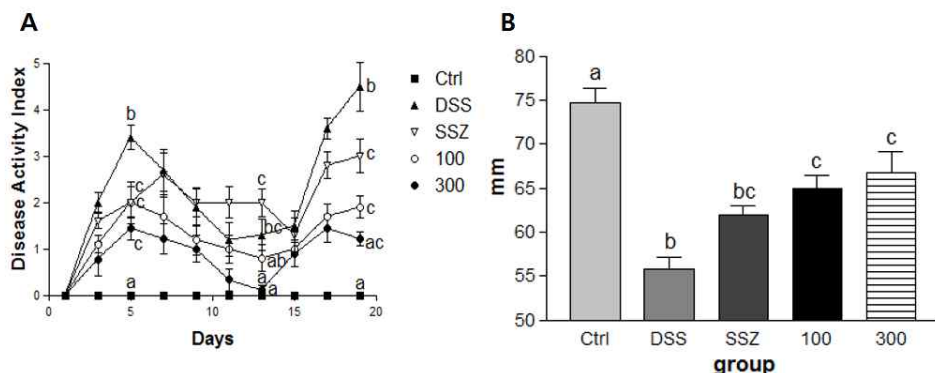 A
Disease Activity Index
5
4
3
2
1
0
0
5
10
15
20
Days
b
c
c
c
a
c
bc
ab
a
a
b
c
c
ac
a
Ctrl
DSS
SSZ
100
300
B
mm
80
75
70
65
60
55
50
a
b
bc
c
c
Ctrl
DSS
SSZ
100
300
group